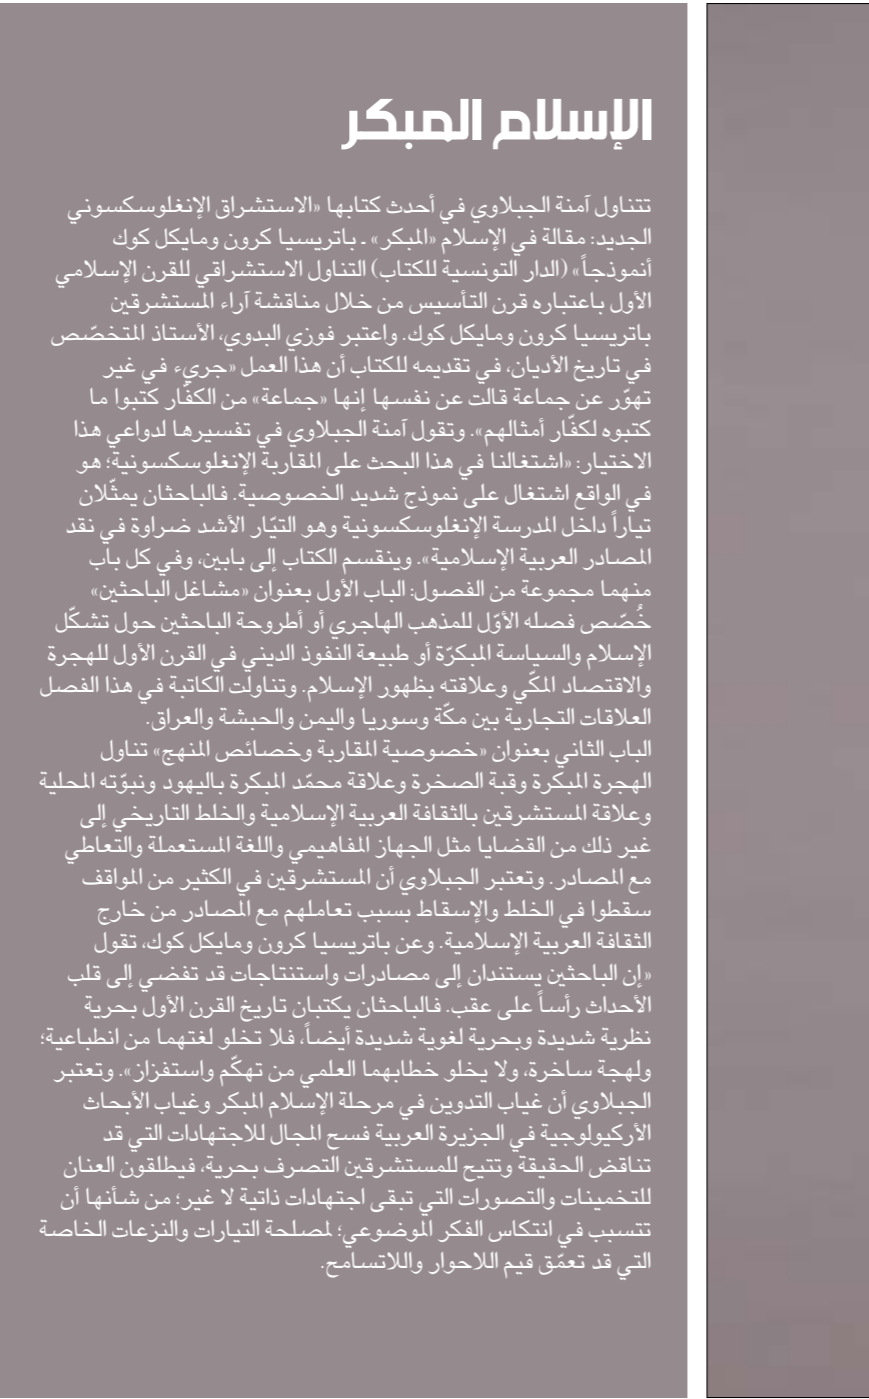 الإسلام المبكر
تتناول آمنة الجبلاوي في أحدث كتابها «الاستشراق الإنغلوسكسوني
الجديد: مقالة في الإسلام «المبكر» ـ باتريسيا كرون ومايكل كوك
أنموذجاً» (الدار التونسية للكتاب) التناول الاستشراقي للقرن الإسلامي
الأول باعتباره قرن التأسيس من خلال مناقشة آراء المستشرقين
باتريسيا كرون ومايكل كوك. واعتبر فوزي البدوي، الأستاذ المتخصّص
في تاريخ الأديان، في تقديمه للكتاب أن هذا العمل «جريء في غير
تهوّر عن جماعة قالت عن نفسها إنها «جماعة» من الكفّار كتبوا ما
كتبوه لكفّار أمثالهم». وتقول آمنة الجبلاوي في تفسيرها لدواعي هذا
الاختيار: «اشتغالنا في هذا البحث على المقاربة الإنغلوسكسونية؛ هو
في الواقع اشتغال على نموذج شديد الخصوصية. فالباحثان يمثّلان
تياراً داخل المدرسة الإنغلوسكسونية وهو التيّار الأشد ضراوة في نقد
المصادر العربية الإسلامية». وينقسم الكتاب إلى بابين، وفي كل باب
منهما مجموعة من الفصول: الباب الأول بعنوان «مشاغل الباحثين»
خُصّص فصله الأوّل للمذهب الهاجري أو أطروحة الباحثين حول تشكّل
الإسلام والسياسة المبكرّة أو طبيعة النفوذ الديني في القرن الأول للهجرة
والاقتصاد المكّي وعلاقته بظهور الإسلام. وتناولت الكاتبة في هذا الفصل
العلاقات التجارية بين مكّة وسوريا واليمن والحبشة والعراق.
الباب الثاني بعنوان «خصوصية المقاربة وخصائص المنهج» تناول
الهجرة المبكرة وقبة الصخرة وعلاقة محمّد المبكرة باليهود ونبوّته المحلية
وعلاقة المستشرقين بالثقافة العربية الإسلامية والخلط التاريخي إلى
غير ذلك من القضايا مثل الجهاز المفاهيمي واللغة المستعملة والتعاطي
مع المصادر. وتعتبر الجبلاوي أن المستشرقين في الكثير من المواقف
سقطوا في الخلط والإسقاط بسبب تعاملهم مع المصادر من خارج
الثقافة العربية الإسلامية. وعن باتريسيا كرون ومايكل كوك، تقول
«إن الباحثين يستندان إلى مصادرات واستنتاجات قد تفضي إلى قلب
الأحداث رأساً على عقب. فالباحثان يكتبان تاريخ القرن الأول بحرية
نظرية شديدة وبحرية لغوية شديدة أيضاً، فلا تخلو لغتهما من انطباعية؛
ولهجة ساخرة، ولا يخلو خطابهما العلمي من تهكّم واستفزاز». وتعتبر
الجبلاوي أن غياب التدوين في مرحلة الإسلام المبكر وغياب الأبحاث
الأركيولوجية في الجزيرة العربية فسح المجال للاجتهادات التي قد
تناقض الحقيقة وتتيح للمستشرقين التصرف بحرية، فيطلقون العنان
للتخمينات والتصورات التي تبقى اجتهادات ذاتية لا غير؛ من شأنها أن
تتسبب في انتكاس الفكر الموضوعي؛ لمصلحة التيارات والنزعات الخاصة
التي قد تعمّق قيم اللاحوار واللاتسامح.